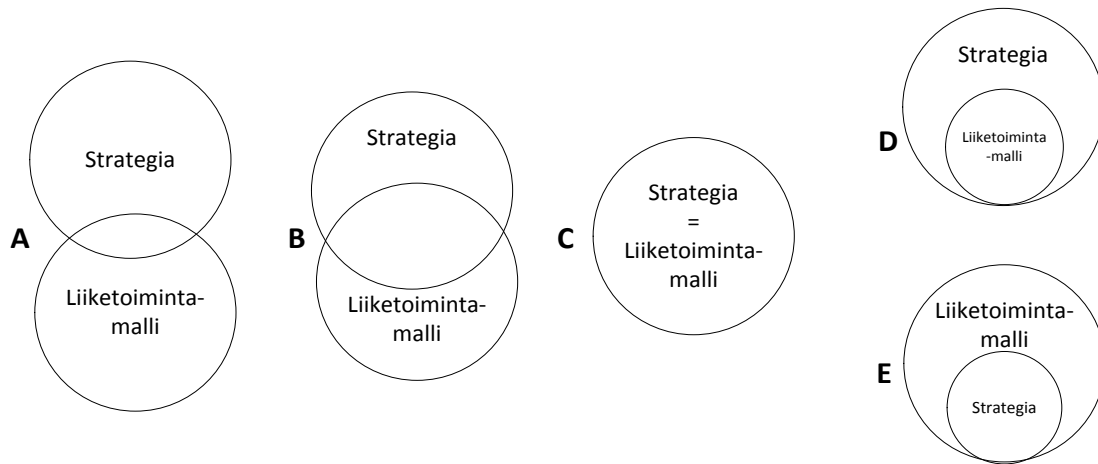 A
Strategia
Liiketoiminta-
malli
B
Strategia
Liiketoiminta-
malli
C
Strategia
=
Liiketoiminta-
malli
D
Strategia
Liiketoiminta
-malli
E
Liiketoiminta-
malli
Strategia